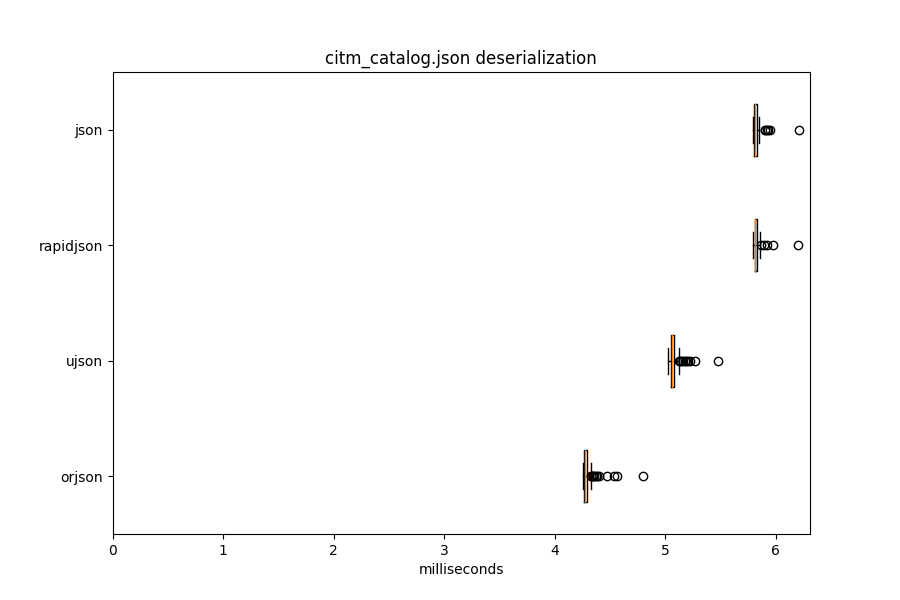 citm_catalog.json deserialization
json
rapidjson
ujson
orjson
0 1 2 3 4 5 6
milliseconds